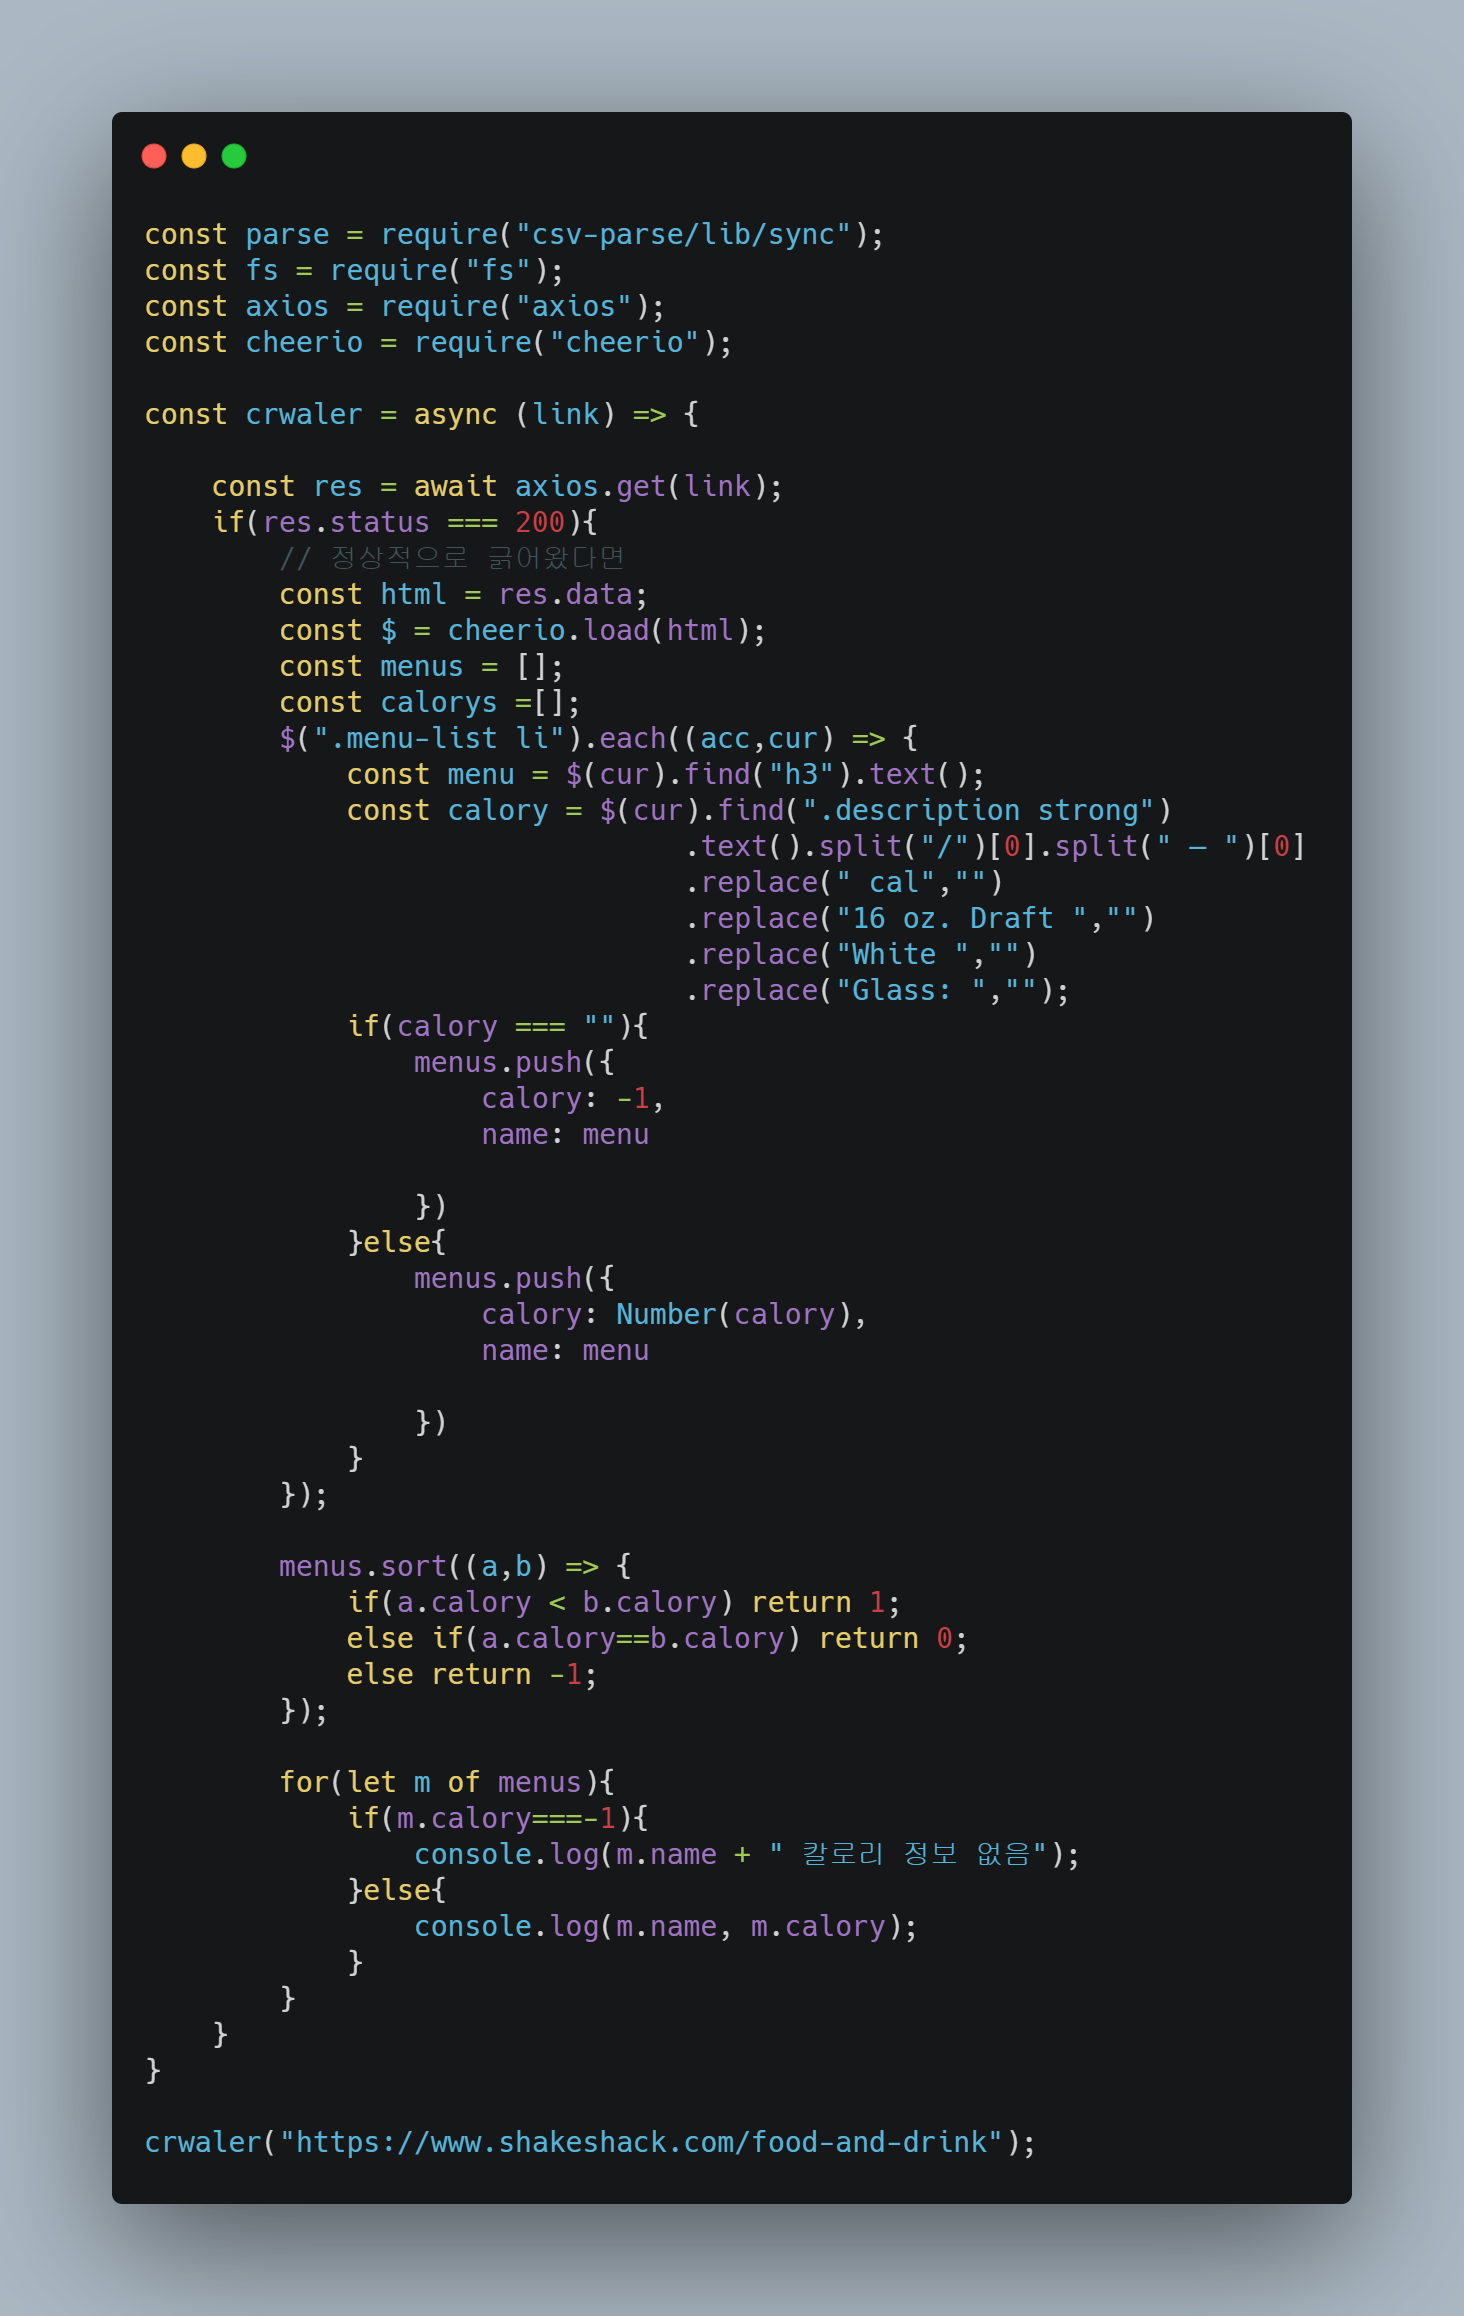 const parse = require("csv-parse/lib/sync");
const fs = require("fs");
const axios = require("axios");
const cheerio = require("cheerio");

const crwaler = async (link) => {

    const res = await axios.get(link);
    if(res.status === 200){
        // 정상적으로 긁어왔다면
        const html = res.data;
        const $ = cheerio.load(html);
        const menus = [];
        const calorys =[];
        $(".menu-list li").each((acc,cur) => {
            const menu = $(cur).find("h3").text();
            const calory = $(cur).find(".description strong")
                                .text().split("/")[0].split(" – ")[0]
                                .replace(" cal","")
                                .replace("16 oz. Draft ","")
                                .replace("White ","")
                                .replace("Glass: ","");
            if(calory === ""){
                menus.push({
                    calory: -1,
                    name: menu

                })
            }else{
                menus.push({
                    calory: Number(calory),
                    name: menu

                })
            }
        });

        menus.sort((a,b) => {
            if(a.calory < b.calory) return 1;
            else if(a.calory==b.calory) return 0;
            else return -1;
        });

        for(let m of menus){
            if(m.calory===-1){
                console.log(m.name + " 칼로리 정보 없음");
            }else{
                console.log(m.name, m.calory);
            }
        }
    }
}

crwaler("https://www.shakeshack.com/food-and-drink");